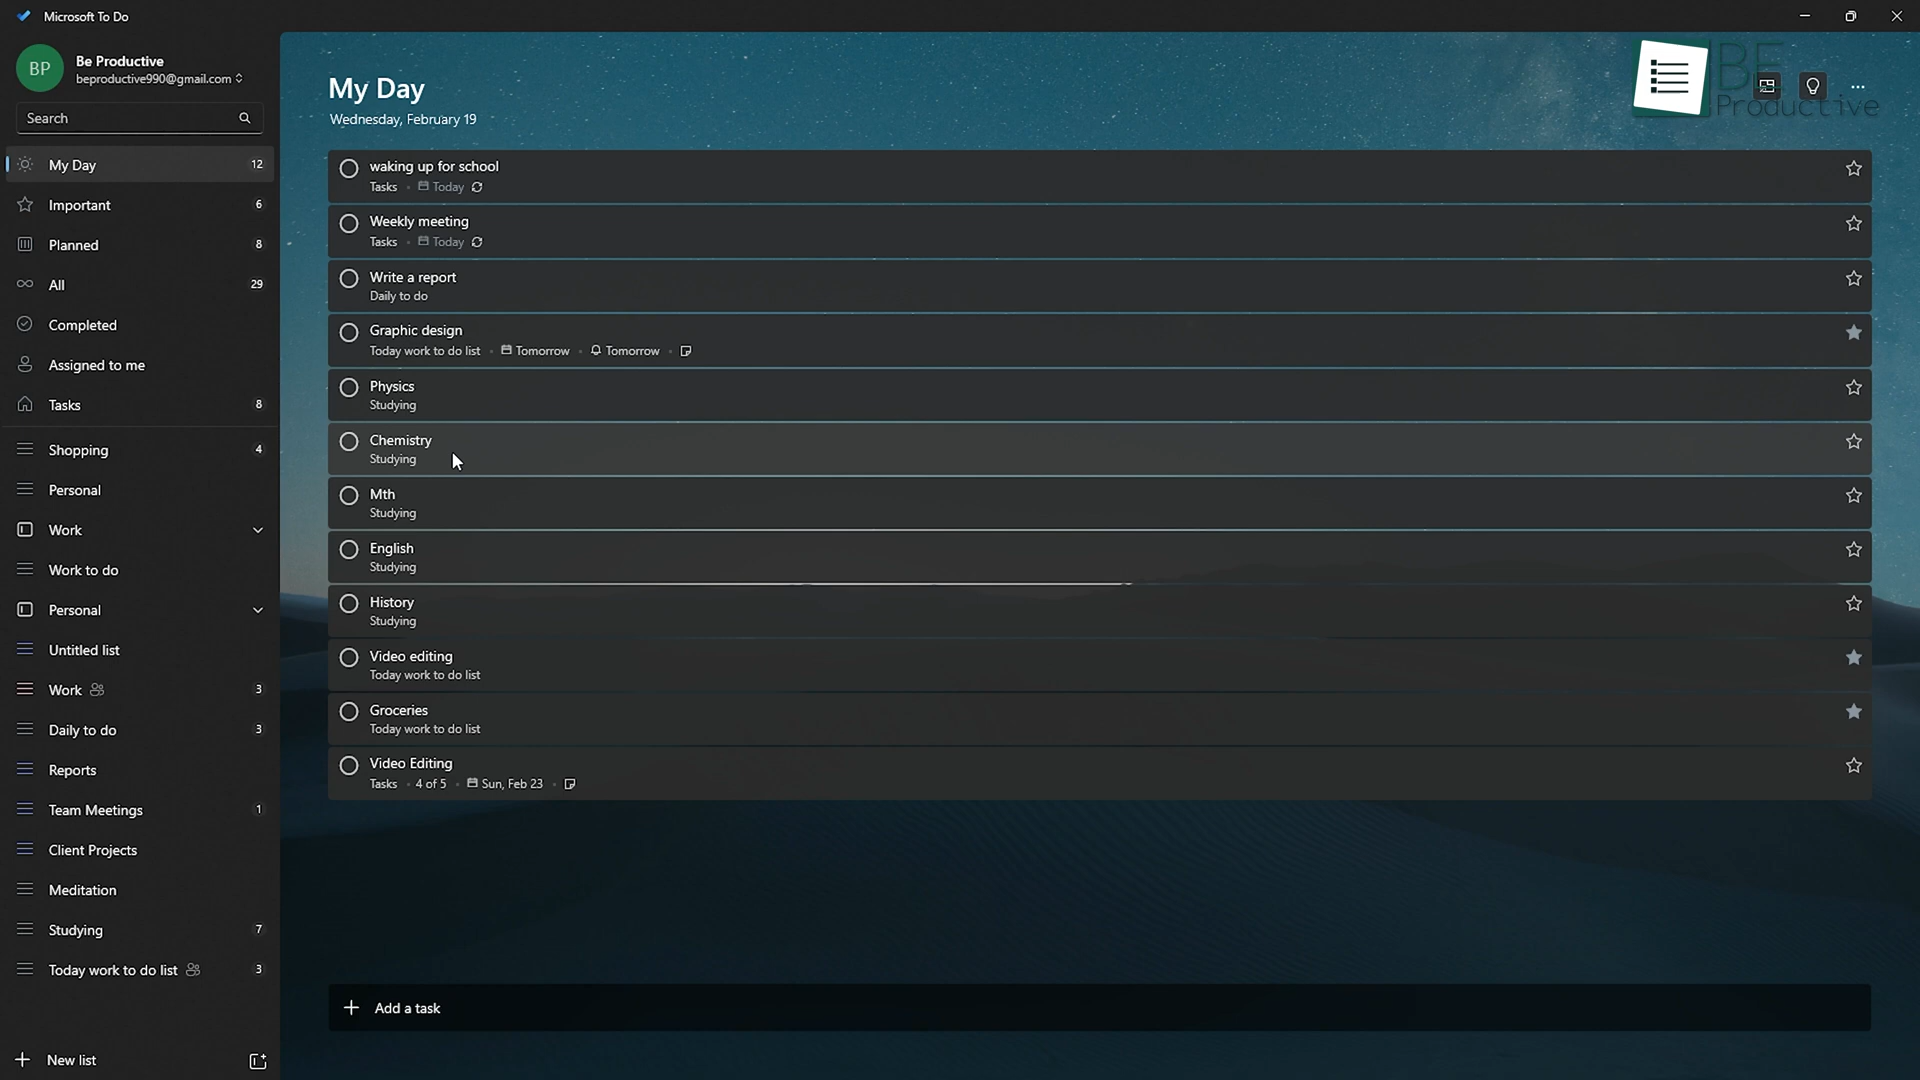 Microsoft To Do
BP
Be Productive
beproductive990@gmail.com
Search
My Day 12
Important 6
Planned 8
All 29
Completed
Assigned to me
Tasks 8
Shopping 4
Personal
Work
Work to do
Personal
Untitled list
Work 3
Daily to do 3
Reports
Team Meetings 1
Client Projects
Meditation
Studying 7
Today work to do list 3
New list
My Day
Wednesday, February 19
BE
Productive
waking up for school
Tasks Today
Weekly meeting
Tasks Today
Write a report
Daily to do
Graphic design
Today work to do list Tomorrow Tomorrow
Physics
Studying
Chemistry
Studying
Mth
Studying
English
Studying
History
Studying
Video editing
Today work to do list
Groceries
Today work to do list
Video Editing
Tasks 4 of 5 Sun, Feb 23
Add a task